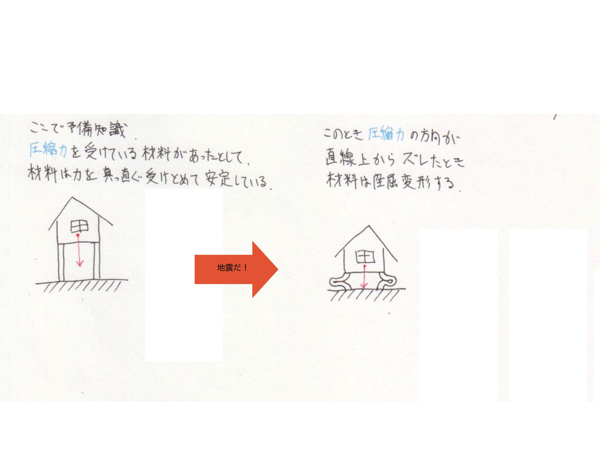 ここで予備知識.
圧縮力を受けている材料があったとして、
材料は力を真っ直ぐ受けとめて安定している.
地震だ！
このとき圧縮力の方向が
直線上からズレたとき
材料は座屈変形する.